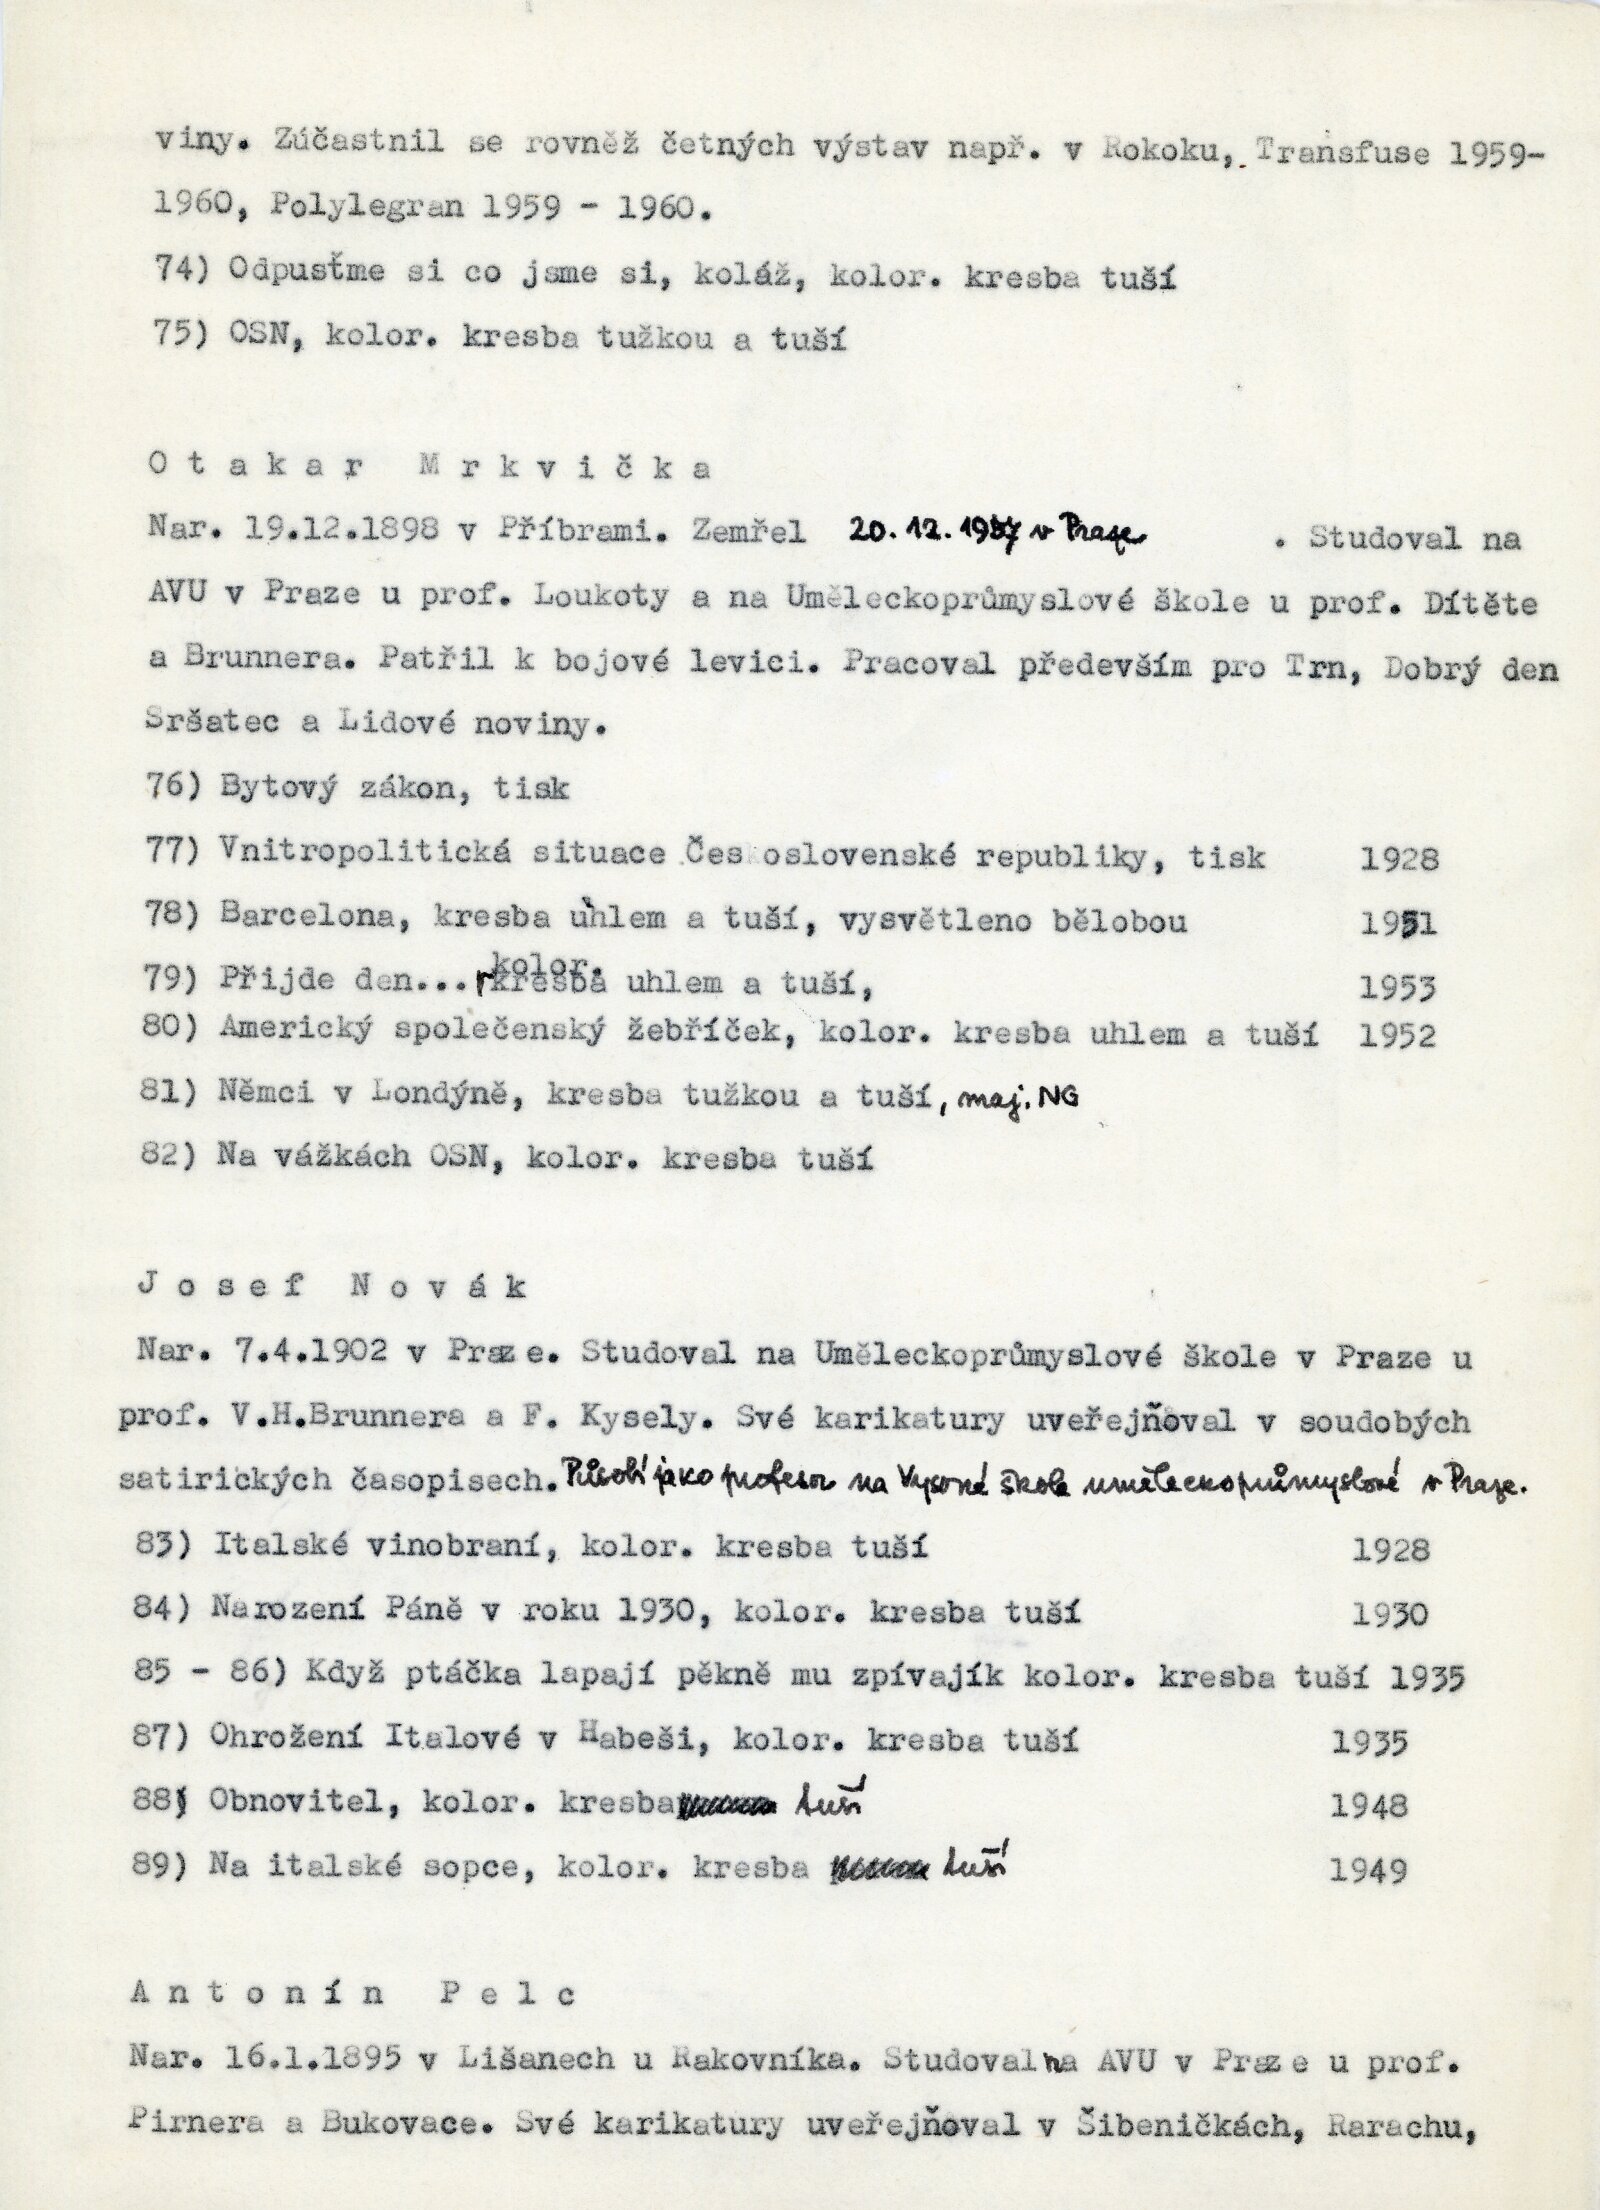 viny. Zúčastnil se rovněž četných výstav např. v Rokoku, Transfuse 1959-
1960, Polylegran 1959 - 1960.
74) Odpusťme si co jsme si, koláž, kolor. kresba tuší
75) OSN, kolor. kresba tužkou a tuší
O t a k a r  M r k v i č k a
Nar. 19.12.1898 v Příbrami. Zemřel 20.12.1957 v Praze . Studoval na
AVU v Praze u prof. Loukoty a na Uměleckoprůmyslové škole u prof. Dítěte
a Brunnera. Patřil k bojové levici. Pracoval především pro Trn, Dobrý den
Sršatec a Lidové noviny.
76) Bytový zákon, tisk
77) Vnitropolitická situace Československé republiky, tisk 1928
78) Barcelona, kresba uhlem a tuší, vysvětleno bělobou 1951
79) Přijde den... kolor. kresba uhlem a tuší, 1953
80) Americký společenský žebříček, kolor. kresba uhlem a tuší 1952
81) Němci v Londýně, kresba tužkou a tuší, maj. NG
82) Na vážkách OSN, kolor. kresba tuší
J o s e f  N o v á k
Nar. 7.4.1902 v Praze. Studoval na Uměleckoprůmyslové škole v Praze u
prof. V.H.Brunnera a F. Kysely. Své karikatury uveřejňoval v soudobých
satirických časopisech. Působí jako profesor na Vysoké škole uměleckoprůmyslové v Praze.
83) Italské vinobraní, kolor. kresba tuší 1928
84) Narození Páně v roku 1930, kolor. kresba tuší 1930
85 - 86) Když ptáčka lapají pěkně mu zpívajík kolor. kresba tuší 1935
87) Ohrožení Italové v Habeši, kolor. kresba tuší 1935
88) Obnovitel, kolor. kresba tuší 1948
89) Na italské sopce, kolor. kresba tuší 1949
A n t o n í n  P e l c
Nar. 16.1.1895 v Lišanech u Rakovníka. Studoval na AVU v Praze u prof.
Pirnera a Bukovace. Své karikatury uveřejňoval v Šibeničkách, Rarachu,